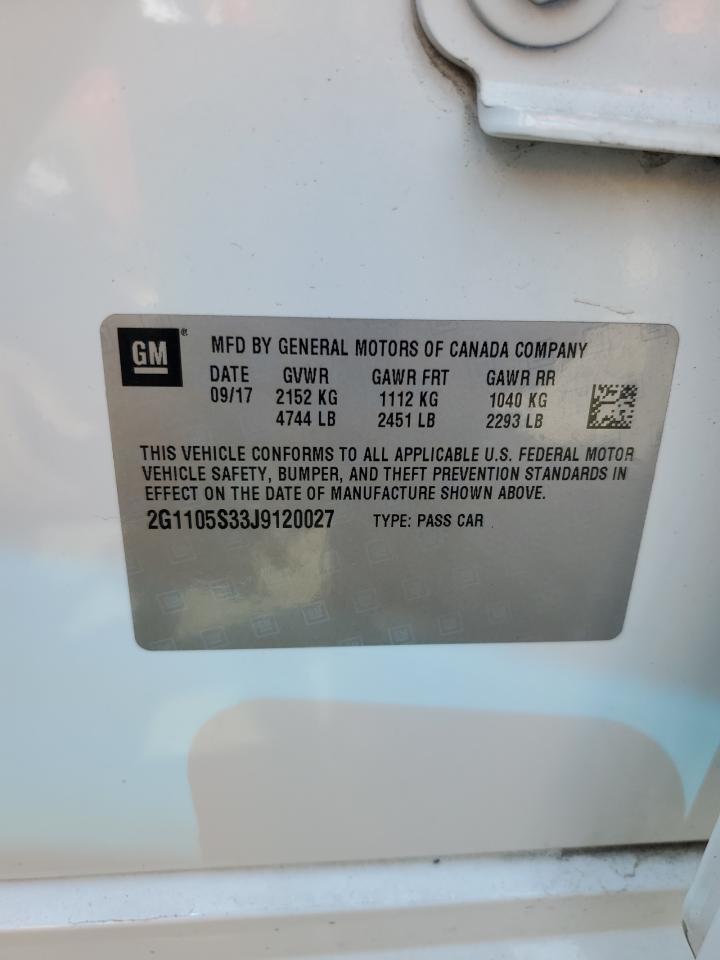 GM®
MFD BY GENERAL MOTORS OF CANADA COMPANY
DATE GVWR GAWR FRT GAWR RR
09/17 2152 KG 1112 KG 1040 KG
4744 LB 2451 LB 2293 LB
THIS VEHICLE CONFORMS TO ALL APPLICABLE U.S. FEDERAL MOTOR
VEHICLE SAFETY, BUMPER, AND THEFT PREVENTION STANDARDS IN
EFFECT ON THE DATE OF MANUFACTURE SHOWN ABOVE.
2G1105S33J9120027 TYPE: PASS CAR